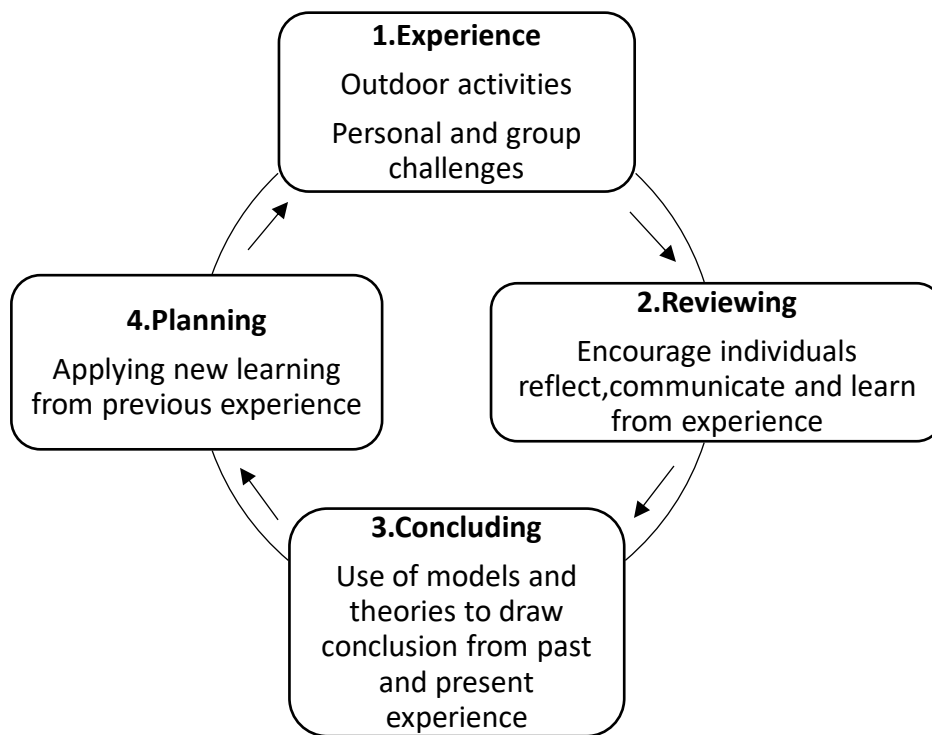 1.Experience
Outdoor activities
Personal and group
challenges
2.Reviewing
Encourage individuals
reflect,communicate and learn
from experience
3.Concluding
Use of models and
theories to draw
conclusion from past
and present
experience
4.Planning
Applying new learning
from previous experience